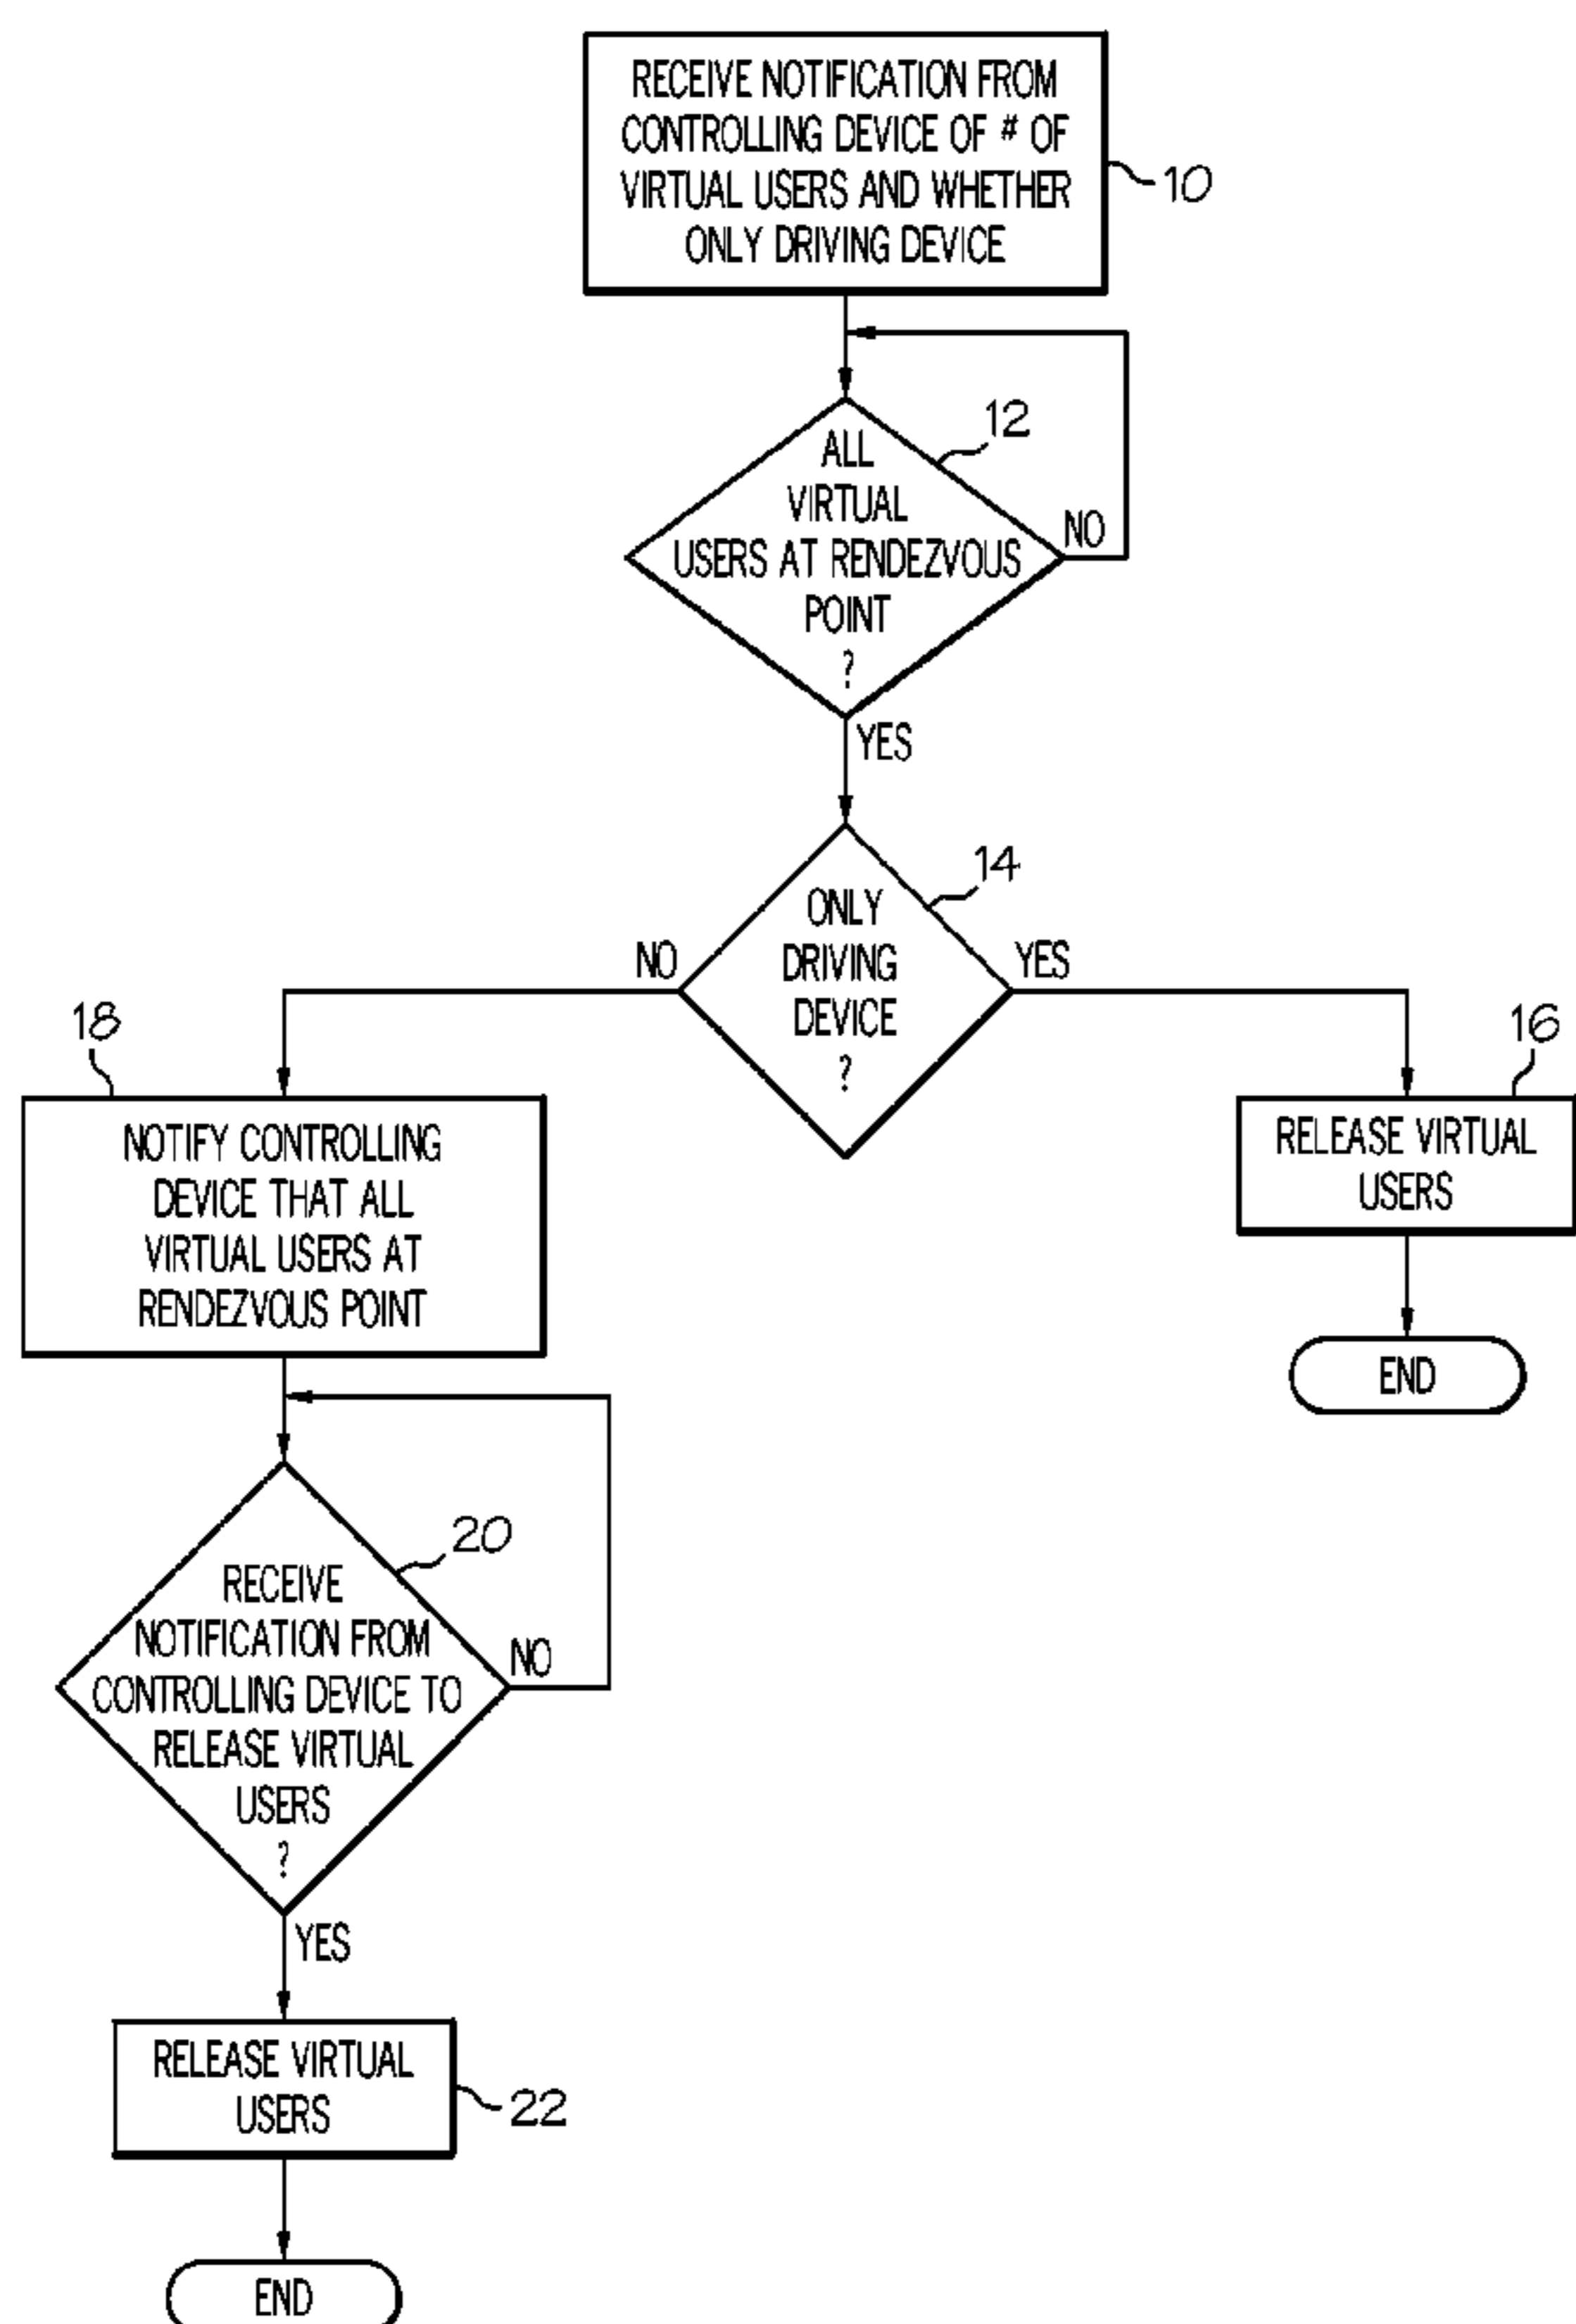 RECEIVE NOTIFICATION FROM
CONTROLLING DEVICE OF # OF
VIRTUAL USERS AND WHETHER
ONLY DRIVING DEVICE
10
12
ALL
VIRTUAL
USERS AT RENDEZVOUS
POINT
?
NO
YES
14
ONLY
DRIVING
DEVICE
?
NO
YES
18
NOTIFY CONTROLLING
DEVICE THAT ALL
VIRTUAL USERS AT
RENDEZVOUS POINT
16
RELEASE VIRTUAL
USERS
END
20
RECEIVE
NOTIFICATION FROM
CONTROLLING DEVICE TO
RELEASE VIRTUAL
USERS
?
NO
YES
RELEASE VIRTUAL
USERS
22
END